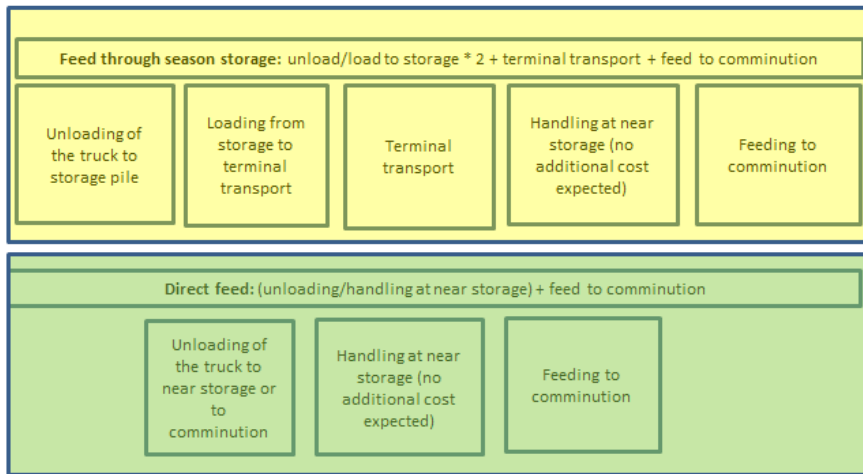 Feed through season storage: unload/load to storage * 2 + terminal transport + feed to comminution
Unloading of
the truck to
storage pile
Loading from
storage to
terminal
transport
Terminal
transport
Handling at near
storage (no
additional cost
expected)
Feeding to
comminution
Direct feed: (unloading/handling at near storage) + feed to comminution
Unloading of
the truck to
near storage or
to
comminution
Handling at near
storage (no
additional cost
expected)
Feeding to
comminution